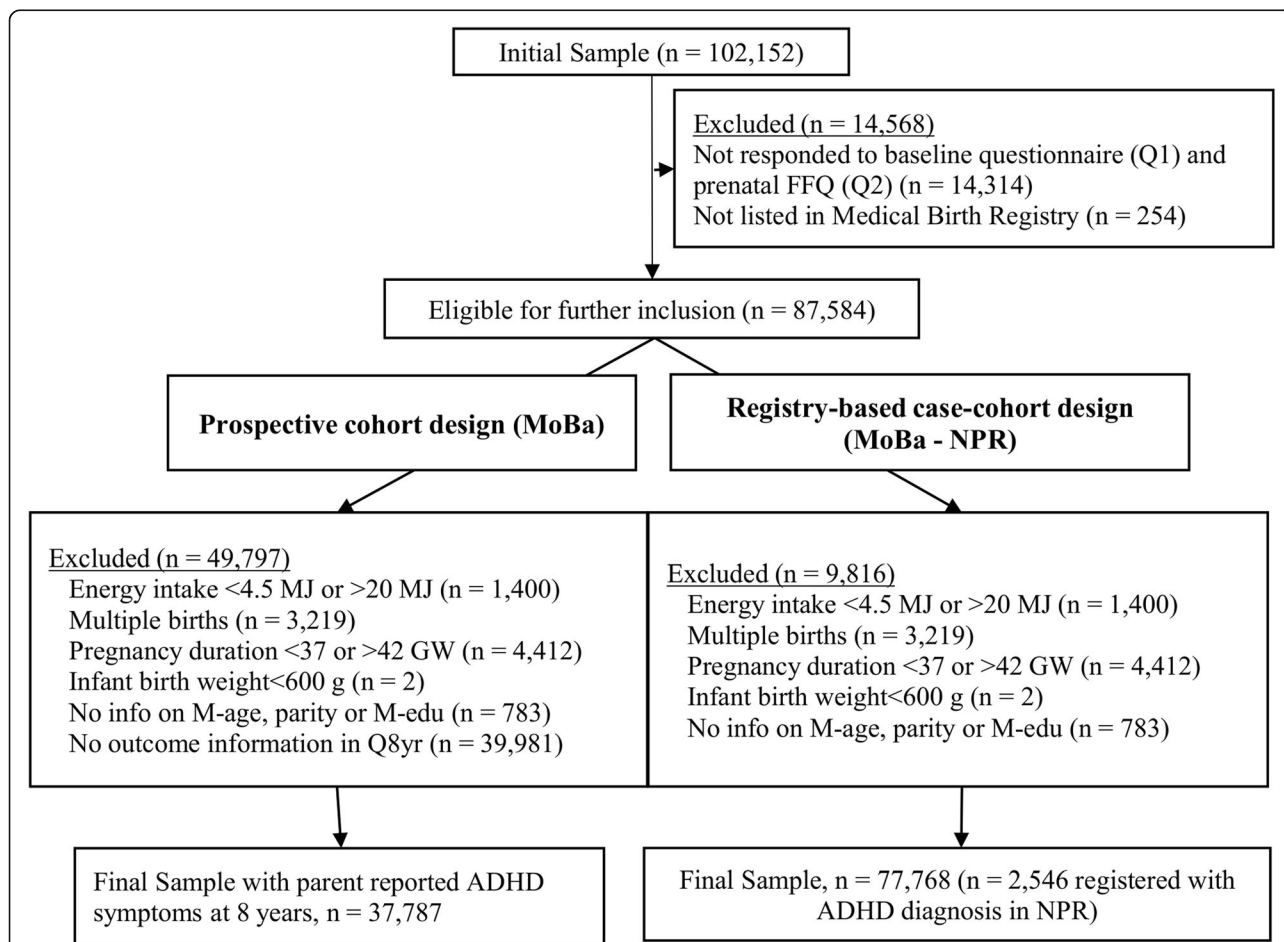 Initial Sample (n = 102,152)
Excluded (n = 14,568)
Not responded to baseline questionnaire (Q1) and
prenatal FFQ (Q2) (n = 14,314)
Not listed in Medical Birth Registry (n = 254)
Eligible for further inclusion (n = 87,584)
Prospective cohort design (MoBa)
Registry-based case-cohort design
(MoBa - NPR)
Excluded (n = 49,797)
Energy intake <4.5 MJ or >20 MJ (n = 1,400)
Multiple births (n = 3,219)
Pregnancy duration <37 or >42 GW (n = 4,412)
Infant birth weight<600 g (n = 2)
No info on M-age, parity or M-edu (n = 783)
No outcome information in Q8yr (n = 39,981)
Excluded (n = 9,816)
Energy intake <4.5 MJ or >20 MJ (n = 1,400)
Multiple births (n = 3,219)
Pregnancy duration <37 or >42 GW (n = 4,412)
Infant birth weight<600 g (n = 2)
No info on M-age, parity or M-edu (n = 783)
Final Sample with parent reported ADHD
symptoms at 8 years, n = 37,787
Final Sample, n = 77,768 (n = 2,546 registered with
ADHD diagnosis in NPR)